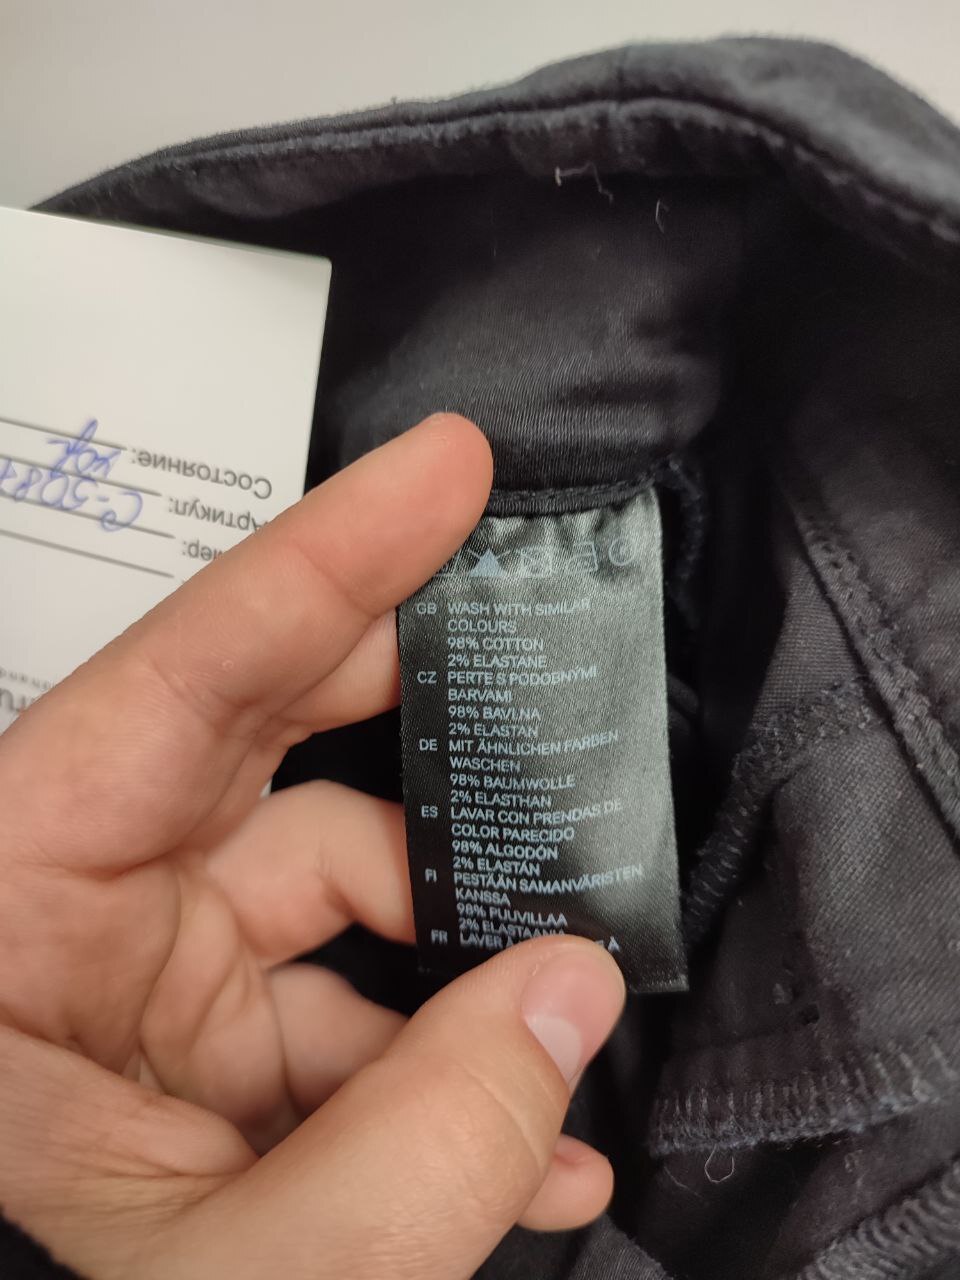 Состояние:
Артикул: С-5087
мер:
GB WASH WITH SIMILAR
COLOURS
98% COTTON
2% ELASTANE
CZ PERTE S PODOBNÝMI
BARVAMI
98% BAVLNA
2% ELASTAN
DE MIT ÄHNLICHEN FARBEN
WASCHEN
98% BAUMWOLLE
2% ELASTHAN
ES LAVAR CON PRENDAS DE
COLOR PARECIDO
98% ALGODÓN
2% ELASTÁN
FI PESTÄÄN SAMANVÄRISTEN
KANSSA
98% PUUVILLAA
2% ELASTAANIA
FR LAVER